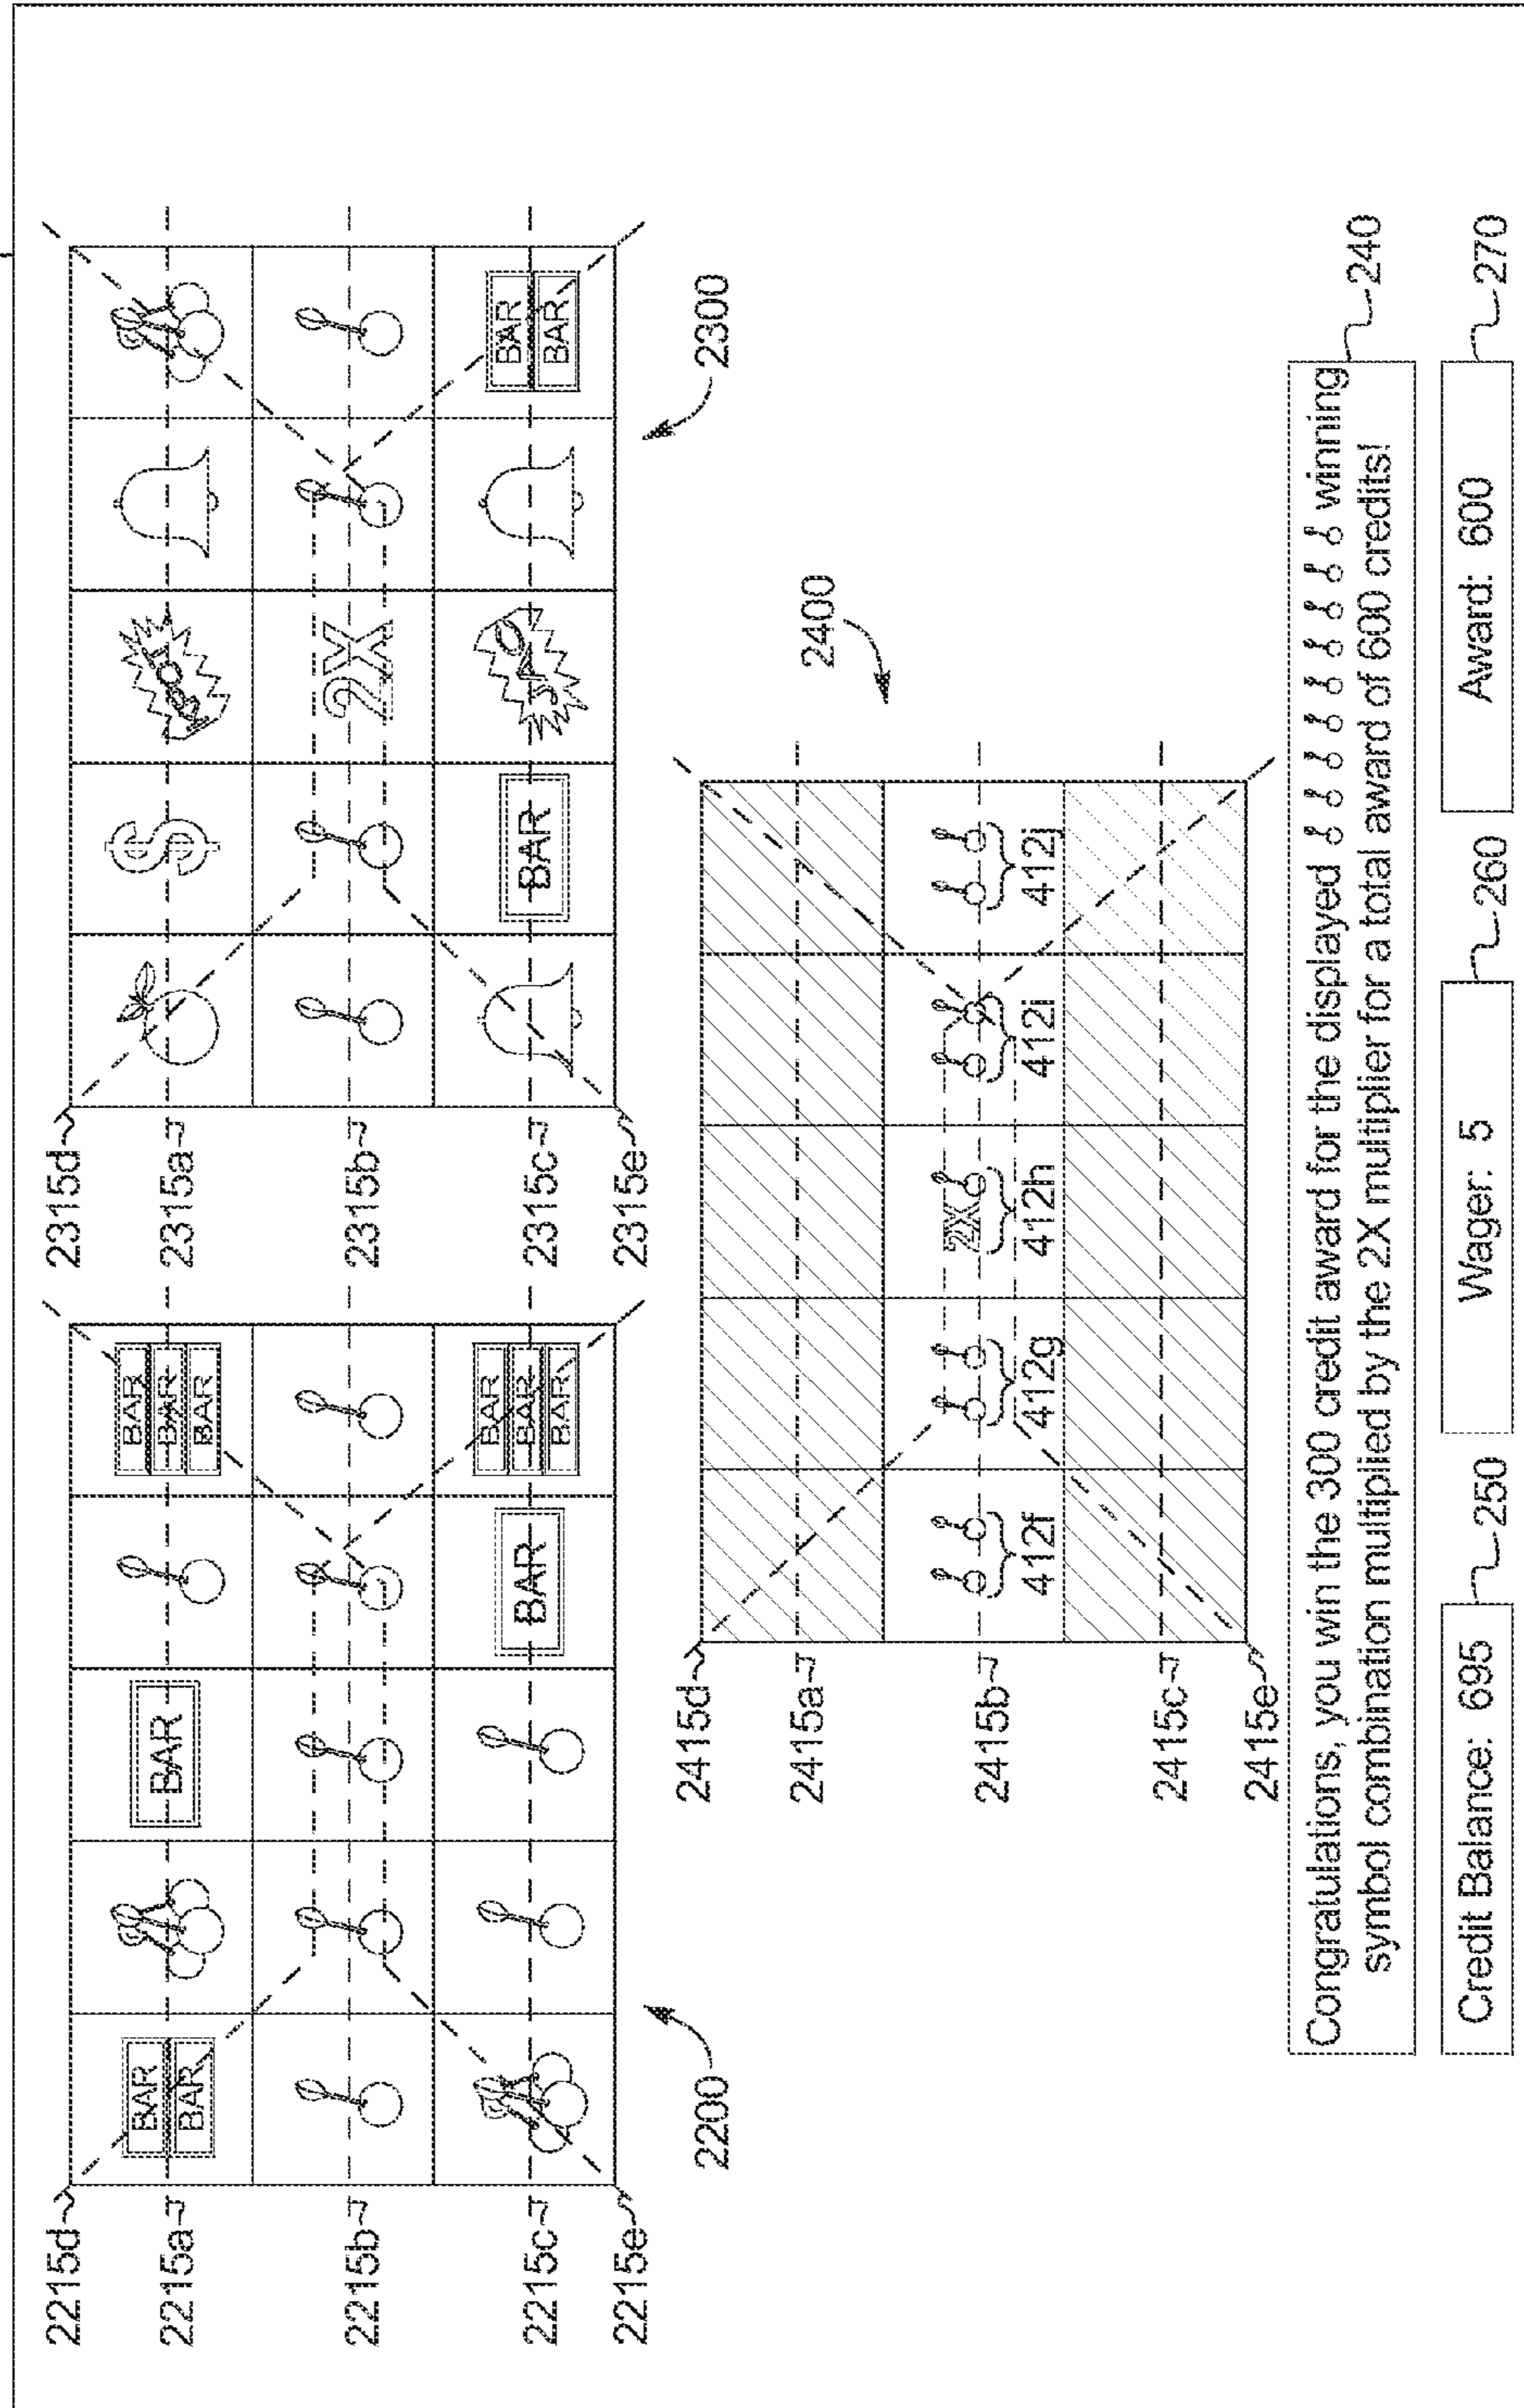 2215d
2215a
2215b
2215c
2215e
BAR
BAR
BAR
BAR
BAR
BAR
BAR
BAR
BAR
BAR
2200
2315d
2315a
2315b
2315c
2315e
$
2X
BAR
BAR
BAR
2300
2415d
2415a
2415b
2415c
2415e
2X
412f 412g 412h 412i 412j
2400
Congratulations, you win the 300 credit award for the displayed winning
symbol combination multiplied by the 2X multiplier for a total award of 600 credits!
240
Credit Balance: 695
250
Wager: 5
260
Award: 600
270